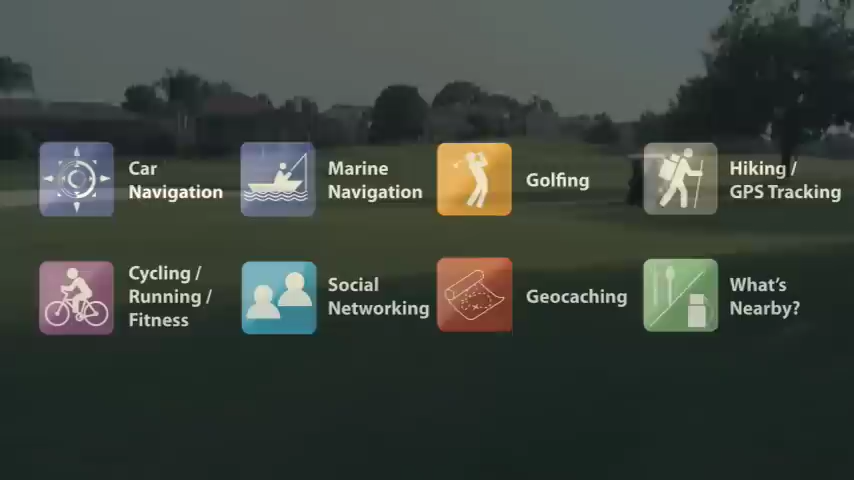 Car
Navigation
Marine
Navigation
Golfing
Hiking /
GPS Tracking
Cycling /
Running /
Fitness
Social
Networking
Geocaching
What's
Nearby?